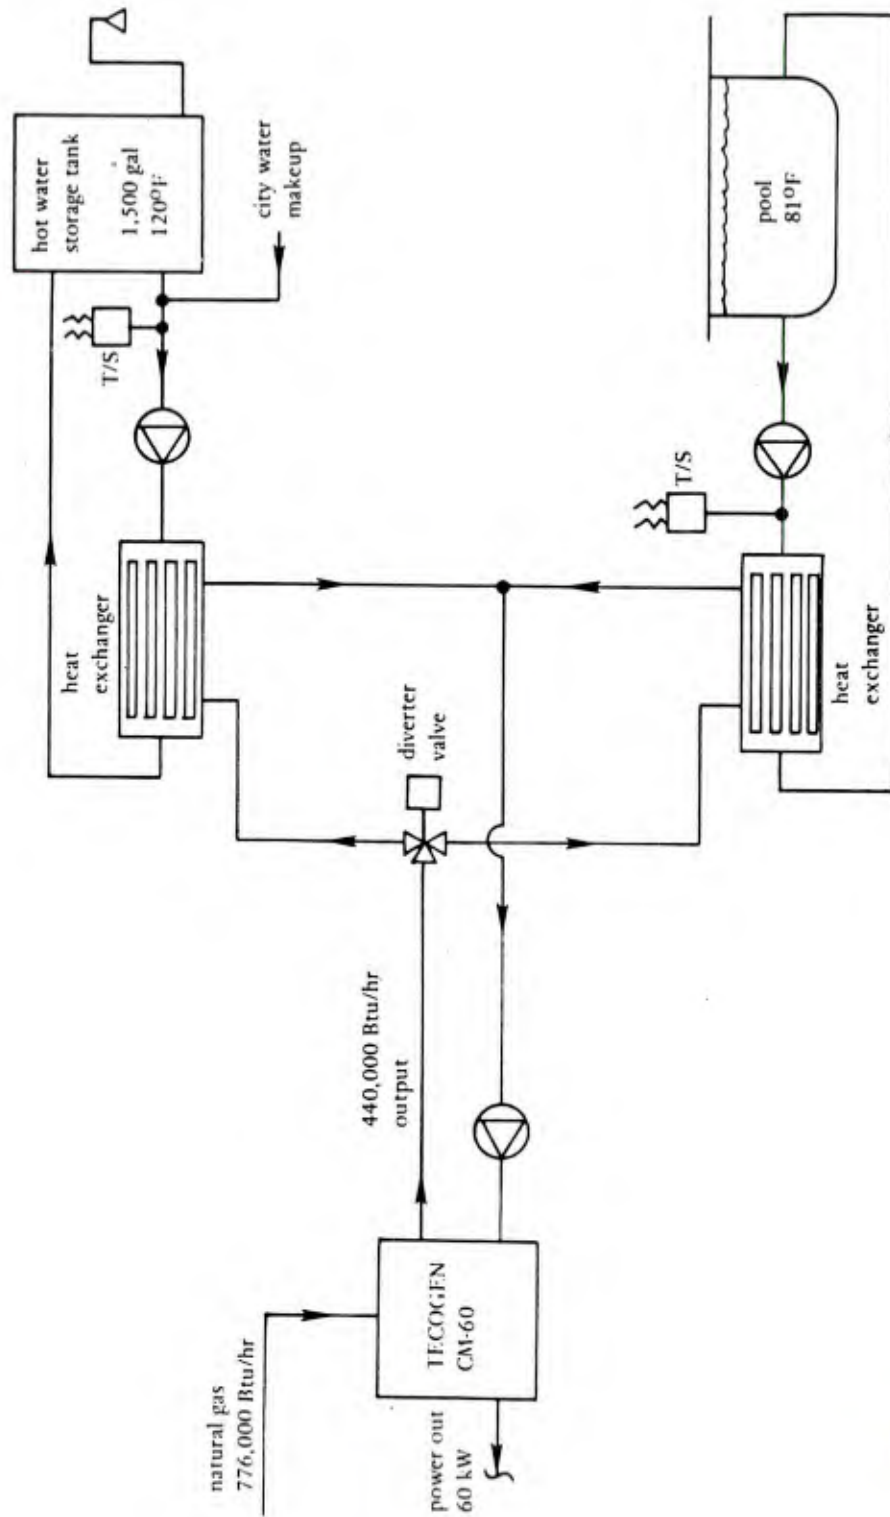 natural gas
776,000 Btu/hr
power out
60 kW
TECOGEN
CM-60
440,000 Btu/hr
output
diverter
valve
heat
exchanger
T/S
hot water
storage tank
1,500 gal
120°F
city water
makeup
heat
exchanger
T/S
pool
81°F